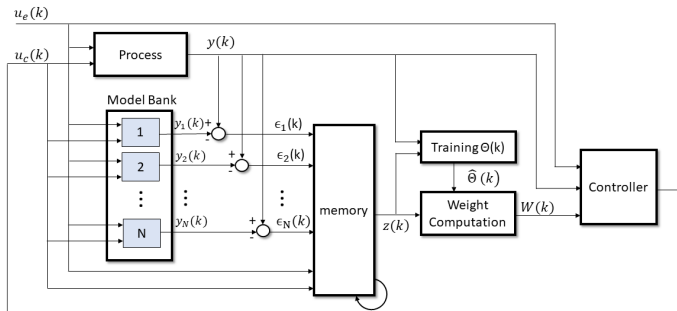 u_e(k)
u_c(k)
Process
y(k)
Model Bank
1
y_1(k)
+
-
ϵ_1(k)
2
y_2(k)
+
-
ϵ_2(k)
⋮
⋮
⋮
N
y_N(k)
+
-
ϵ_N(k)
memory
z(k)
Training Θ(k)
Θ̂(k)
Weight
Computation
W(k)
Controller